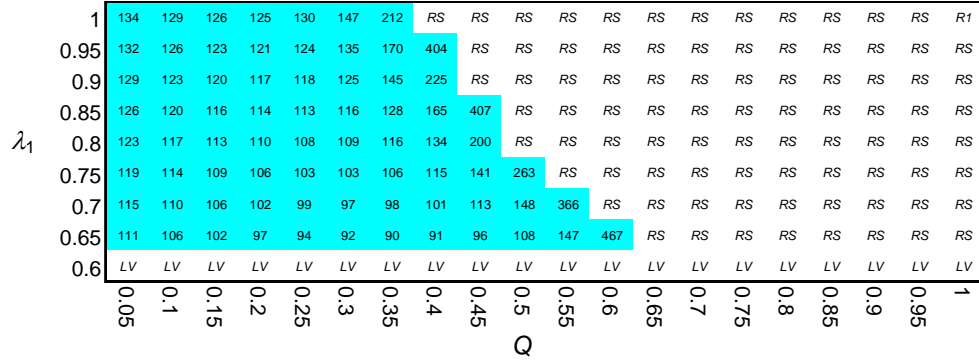 1 134 129 126 125 130 147 212 RS RS RS RS RS RS RS RS RS RS RS RS R1
0.95 132 126 123 121 124 135 170 404 RS RS RS RS RS RS RS RS RS RS RS RS
0.9 129 123 120 117 118 125 145 225 RS RS RS RS RS RS RS RS RS RS RS RS
0.85 126 120 116 114 113 116 128 165 407 RS RS RS RS RS RS RS RS RS RS RS
λ1 0.8 123 117 113 110 108 109 116 134 200 RS RS RS RS RS RS RS RS RS RS RS
0.75 119 114 109 106 103 103 106 115 141 263 RS RS RS RS RS RS RS RS RS RS
0.7 115 110 106 102 99 97 98 101 113 148 366 RS RS RS RS RS RS RS RS RS
0.65 111 106 102 97 94 92 90 91 96 108 147 467 RS RS RS RS RS RS RS RS
0.6 LV LV LV LV LV LV LV LV LV LV LV LV LV LV LV LV LV LV LV LV
0.05 0.1 0.15 0.2 0.25 0.3 0.35 0.4 0.45 0.5 0.55 0.6 0.65 0.7 0.75 0.8 0.85 0.9 0.95 1
Q